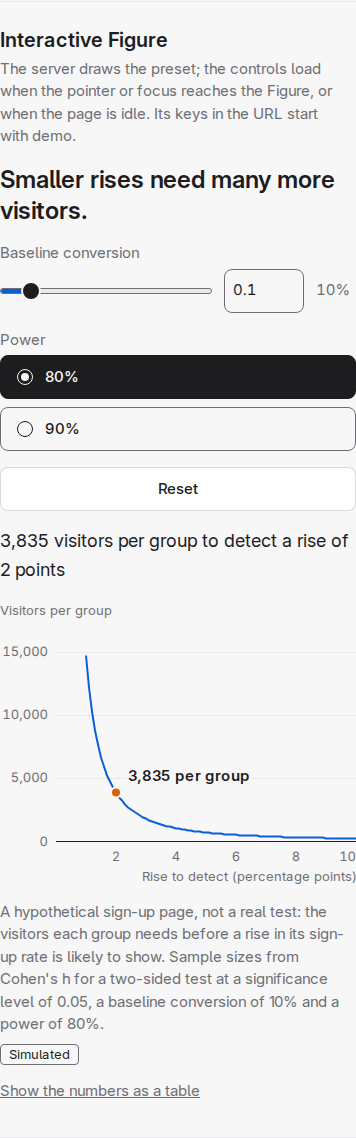 Interactive Figure
The server draws the preset; the controls load
when the pointer or focus reaches the Figure, or
when the page is idle. Its keys in the URL start
with demo.
Smaller rises need many more
visitors.
Baseline conversion
0.1
10%
Power
80%
90%
Reset
3,835 visitors per group to detect a rise of
2 points
Visitors per group
15,000
10,000
5,000
0
3,835 per group
2 4 6 8 10
Rise to detect (percentage points)
A hypothetical sign-up page, not a real test: the
visitors each group needs before a rise in its sign-
up rate is likely to show. Sample sizes from
Cohen's h for a two-sided test at a significance
level of 0.05, a baseline conversion of 10% and a
power of 80%.
Simulated
Show the numbers as a table